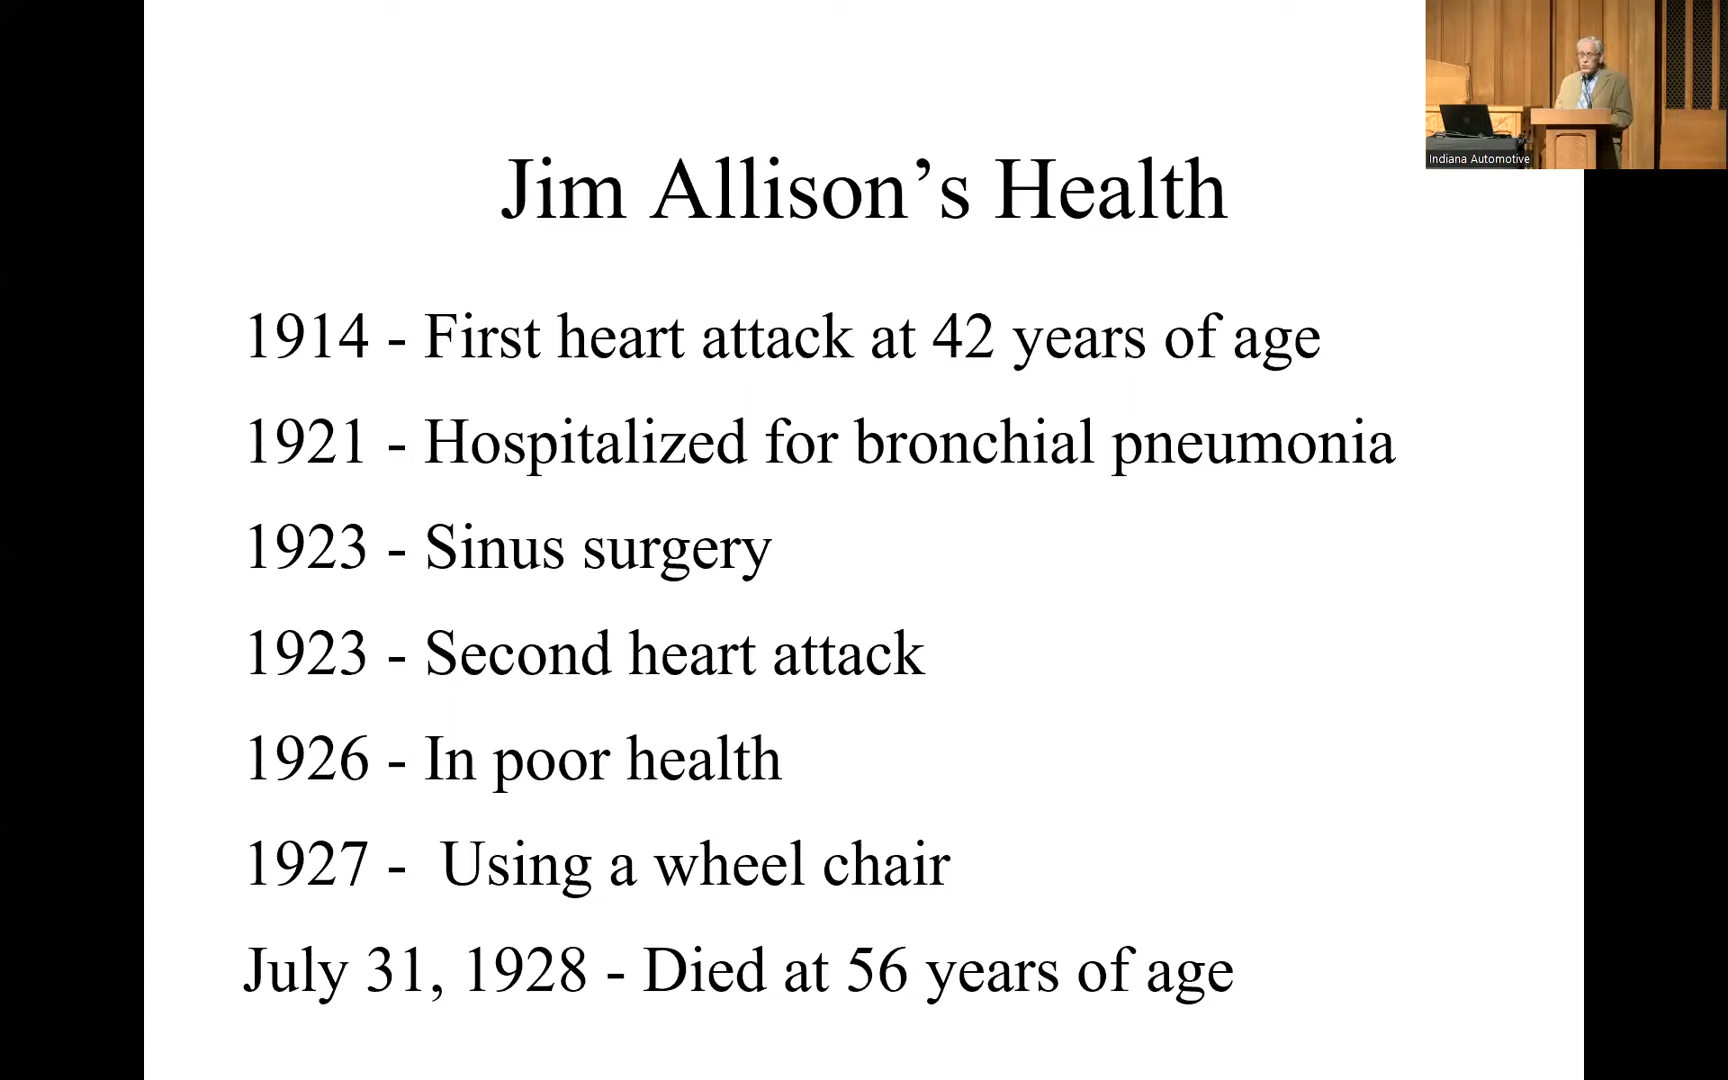 Jim Allison’s Health
1914 - First heart attack at 42 years of age
1921 - Hospitalized for bronchial pneumonia
1923 - Sinus surgery
1923 - Second heart attack
1926 - In poor health
1927 - Using a wheel chair
July 31, 1928 - Died at 56 years of age
Indiana Automotive